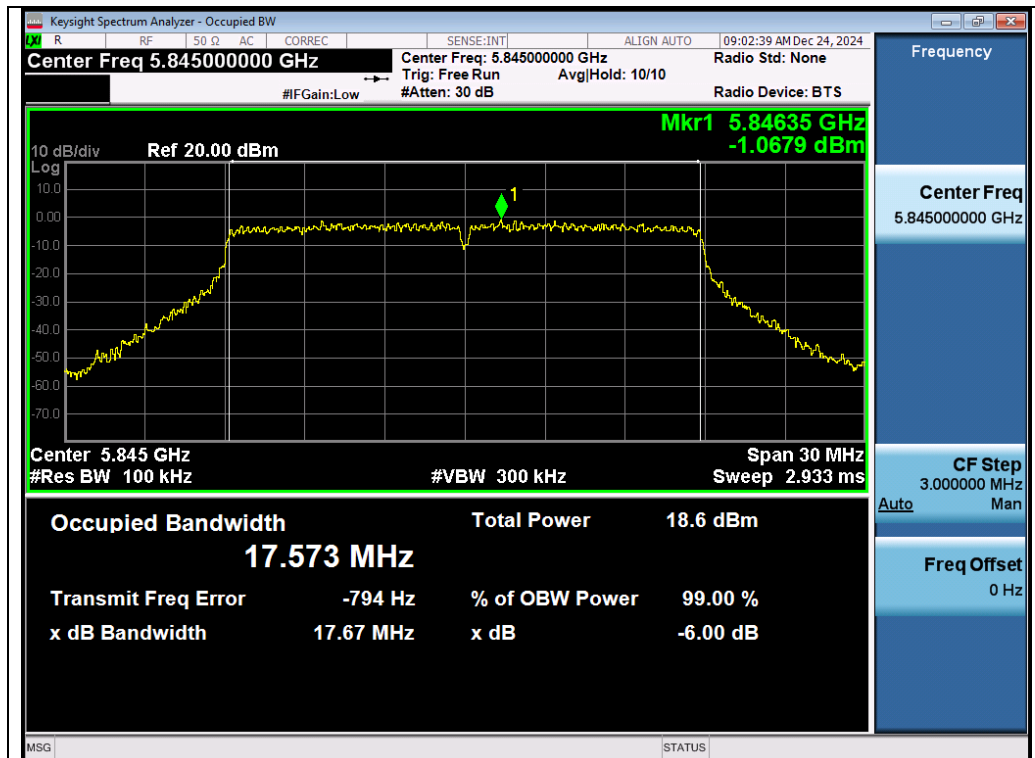 Keysight Spectrum Analyzer - Occupied BW
LXI R RF 50 Ω AC CORREC SENSE:INT ALIGN AUTO 09:02:39 AM Dec 24, 2024
Center Freq 5.845000000 GHz
Center Freq: 5.845000000 GHz Radio Std: None
Trig: Free Run Avg|Hold: 10/10
#IFGain:Low #Atten: 30 dB Radio Device: BTS
Frequency
Mkr1 5.84635 GHz
-1.0679 dBm
10 dB/div Ref 20.00 dBm
Log
10.0
1
0.00
-10.0
-20.0
-30.0
-40.0
-50.0
-60.0
-70.0
Center 5.845 GHz Span 30 MHz
#Res BW 100 kHz #VBW 300 kHz Sweep 2.933 ms
Center Freq
5.845000000 GHz
CF Step
3.000000 MHz
Auto Man
Freq Offset
0 Hz
Occupied Bandwidth Total Power 18.6 dBm
17.573 MHz
Transmit Freq Error -794 Hz % of OBW Power 99.00 %
x dB Bandwidth 17.67 MHz x dB -6.00 dB
MSG STATUS